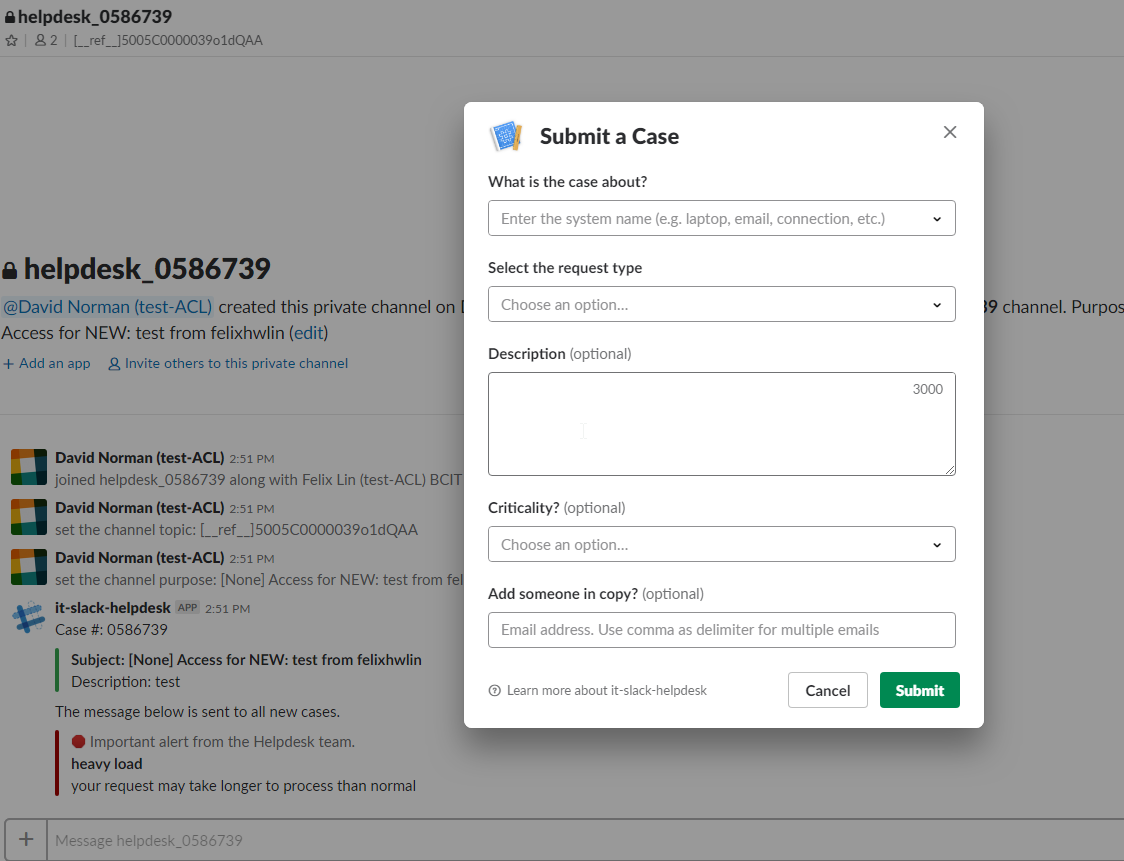 helpdesk_0586739
2 | [__ref__]5005C0000039o1dQAA
helpdesk_0586739
@David Norman (test-ACL) created this private channel on
39 channel. Purpos
Access for NEW: test from felixhwlin (edit)
+ Add an app Invite others to this private channel
David Norman (test-ACL) 2:51 PM
joined helpdesk_0586739 along with Felix Lin (test-ACL) BCIT
David Norman (test-ACL) 2:51 PM
set the channel topic: [__ref__]5005C0000039o1dQAA
David Norman (test-ACL) 2:51 PM
set the channel purpose: [None] Access for NEW: test from fel
it-slack-helpdesk APP 2:51 PM
Case #: 0586739
Subject: [None] Access for NEW: test from felixhwlin
Description: test
The message below is sent to all new cases.
Important alert from the Helpdesk team.
heavy load
your request may take longer to process than normal
+ Message helpdesk_0586739
Submit a Case
What is the case about?
Enter the system name (e.g. laptop, email, connection, etc.)
Select the request type
Choose an option...
Description (optional)
3000
Criticality? (optional)
Choose an option...
Add someone in copy? (optional)
Email address. Use comma as delimiter for multiple emails
Learn more about it-slack-helpdesk
Cancel
Submit